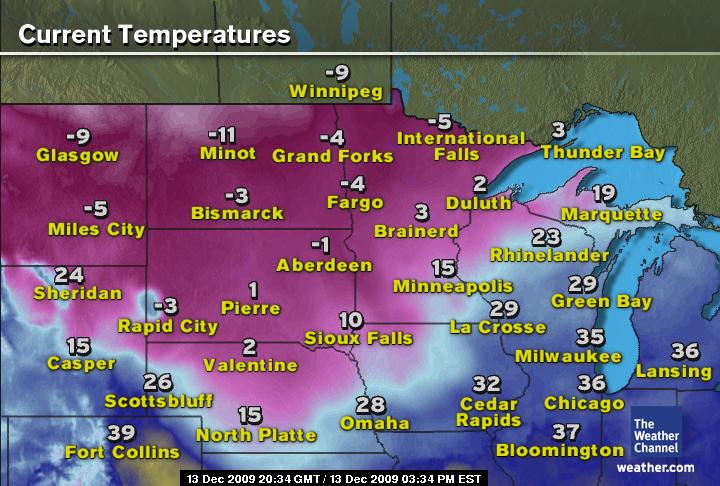 Current Temperatures
-9
Winnipeg
-9
Glasgow
-11
Minot
-4
Grand Forks
-5
International
Falls
3
Thunder Bay
-5
Miles City
-3
Bismarck
-4
Fargo
3
Brainerd
2
Duluth
19
Marquette
-1
Aberdeen
23
Rhinelander
24
Sheridan
-3
Rapid City
1
Pierre
15
Minneapolis
29
Green Bay
10
Sioux Falls
29
La Crosse
15
Casper
2
Valentine
35
Milwaukee
36
Lansing
26
Scottsbluff
15
North Platte
28
Omaha
32
Cedar
Rapids
36
Chicago
39
Fort Collins
37
Bloomington
The
Weather
Channel
weather.com
13 Dec 2009 20:34 GMT / 13 Dec 2009 03:34 PM EST